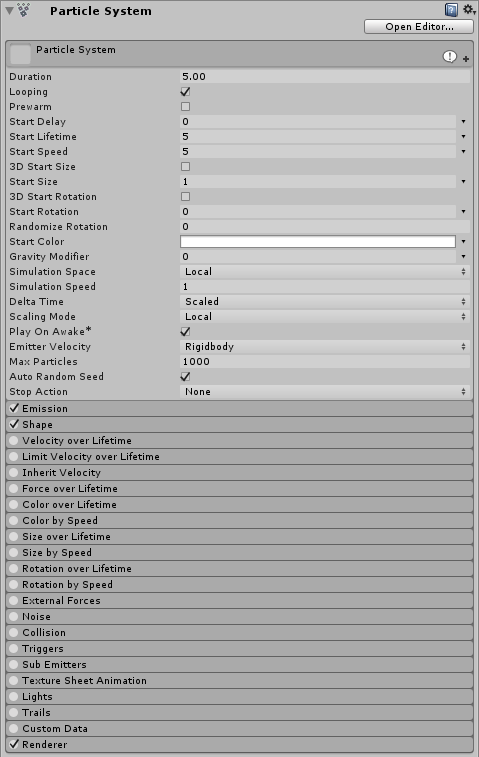 Particle System
Open Editor...
Particle System
Duration 5.00
Looping
Prewarm
Start Delay 0
Start Lifetime 5
Start Speed 5
3D Start Size
Start Size 1
3D Start Rotation
Start Rotation 0
Randomize Rotation 0
Start Color
Gravity Modifier 0
Simulation Space Local
Simulation Speed 1
Delta Time Scaled
Scaling Mode Local
Play On Awake*
Emitter Velocity Rigidbody
Max Particles 1000
Auto Random Seed
Stop Action None
Emission
Shape
Velocity over Lifetime
Limit Velocity over Lifetime
Inherit Velocity
Force over Lifetime
Color over Lifetime
Color by Speed
Size over Lifetime
Size by Speed
Rotation over Lifetime
Rotation by Speed
External Forces
Noise
Collision
Triggers
Sub Emitters
Texture Sheet Animation
Lights
Trails
Custom Data
Renderer